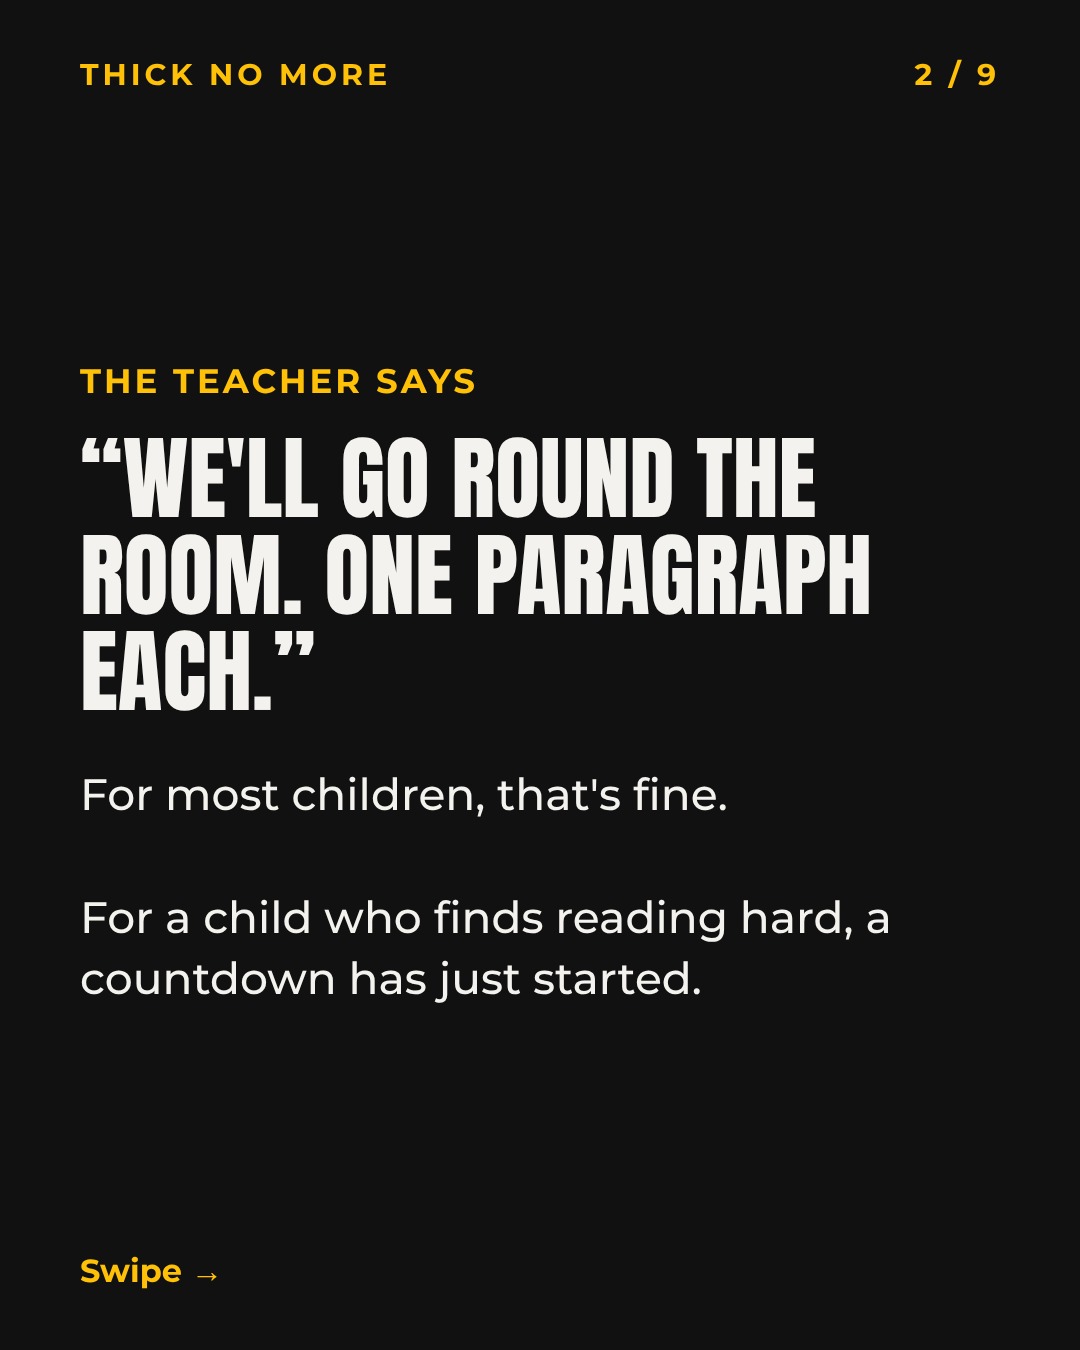 THICK NO MORE
2 / 9
THE TEACHER SAYS
“WE'LL GO ROUND THE
ROOM. ONE PARAGRAPH
EACH.”
For most children, that's fine.
For a child who finds reading hard, a
countdown has just started.
Swipe →